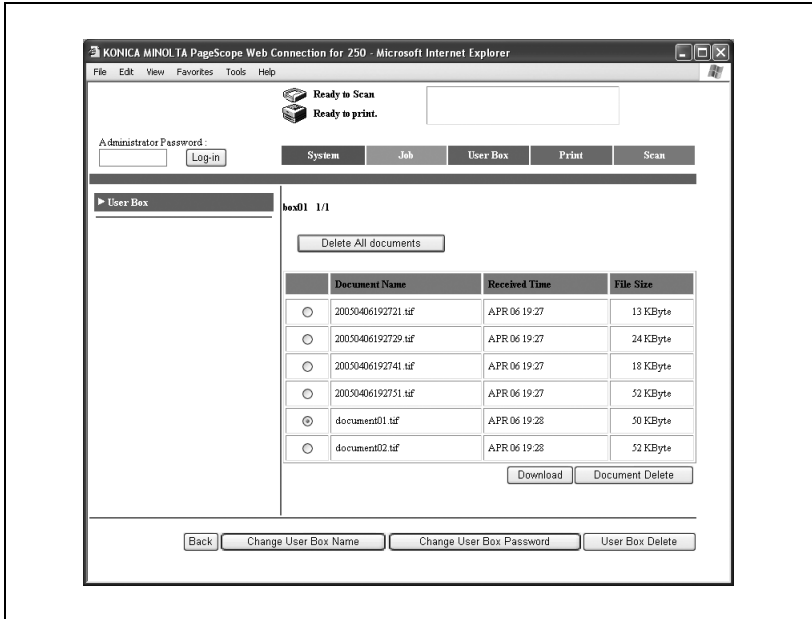 KONICA MINOLTA PageScope Web Connection for 250 - Microsoft Internet Explorer
File Edit View Favorites Tools Help
Ready to Scan
Ready to print.
Administrator Password :
Log-in
System Job User Box Print Scan
User Box
box01 1/1
Delete All documents
Document Name Received Time File Size
20050406192721.tif APR 06 19:27 13 KByte
20050406192729.tif APR 06 19:27 24 KByte
20050406192741.tif APR 06 19:27 18 KByte
20050406192751.tif APR 06 19:27 52 KByte
document01.tif APR 06 19:28 50 KByte
document02.tif APR 06 19:28 52 KByte
Download Document Delete
Back Change User Box Name Change User Box Password User Box Delete